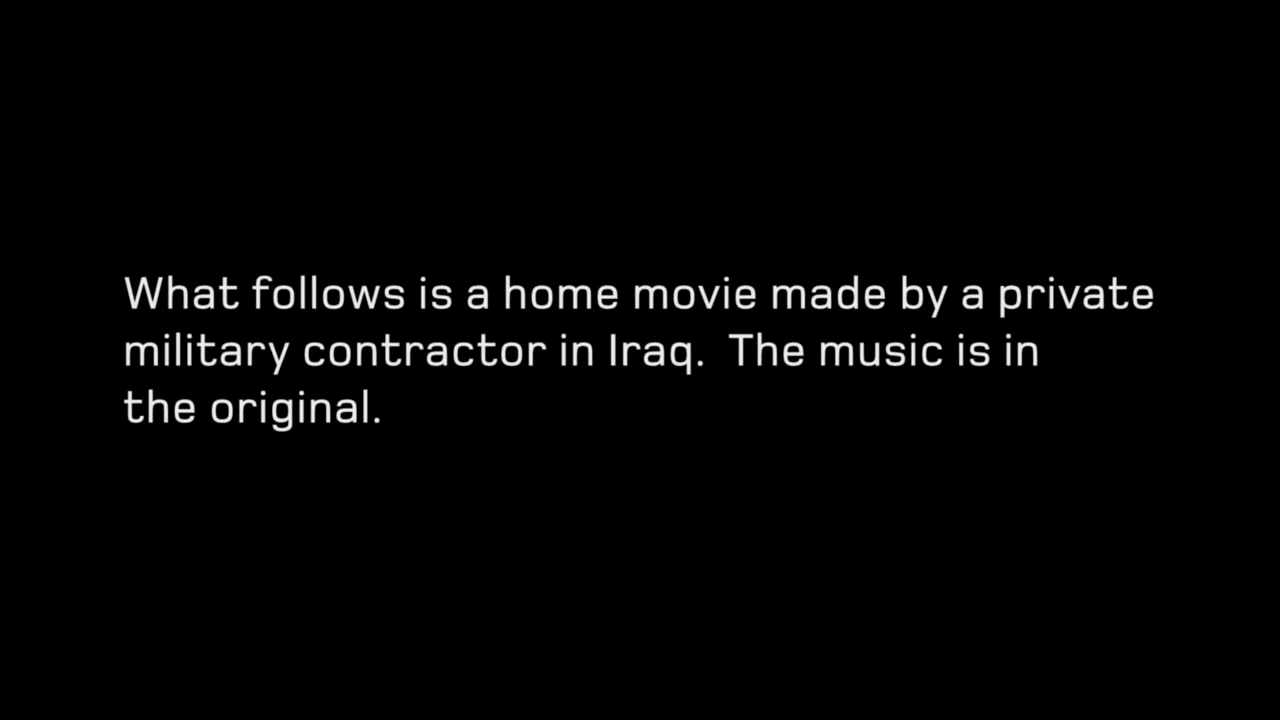 What follows is a home movie made by a private
military contractor in Iraq.  The music is in
the original.